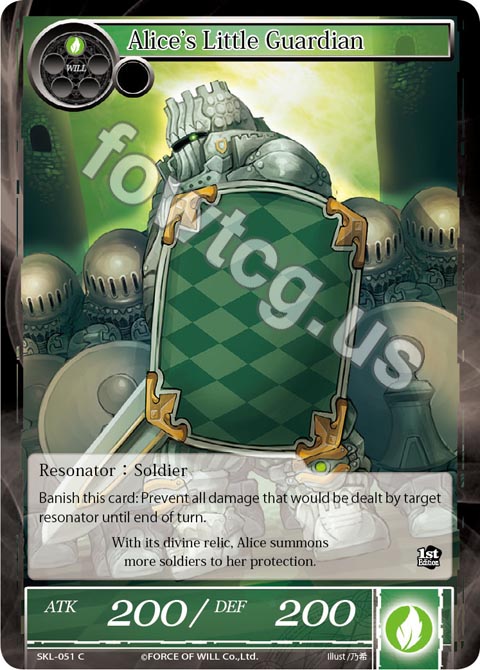 Alice's Little Guardian
WILL
fowtcg.us
Resonator : Soldier
Banish this card: Prevent all damage that would be dealt by target
resonator until end of turn.
With its divine relic, Alice summons
more soldiers to her protection.
1st
Edition
ATK 200 / DEF 200
SKL-051 C ©FORCE OF WILL Co.,Ltd. Illust/乃希